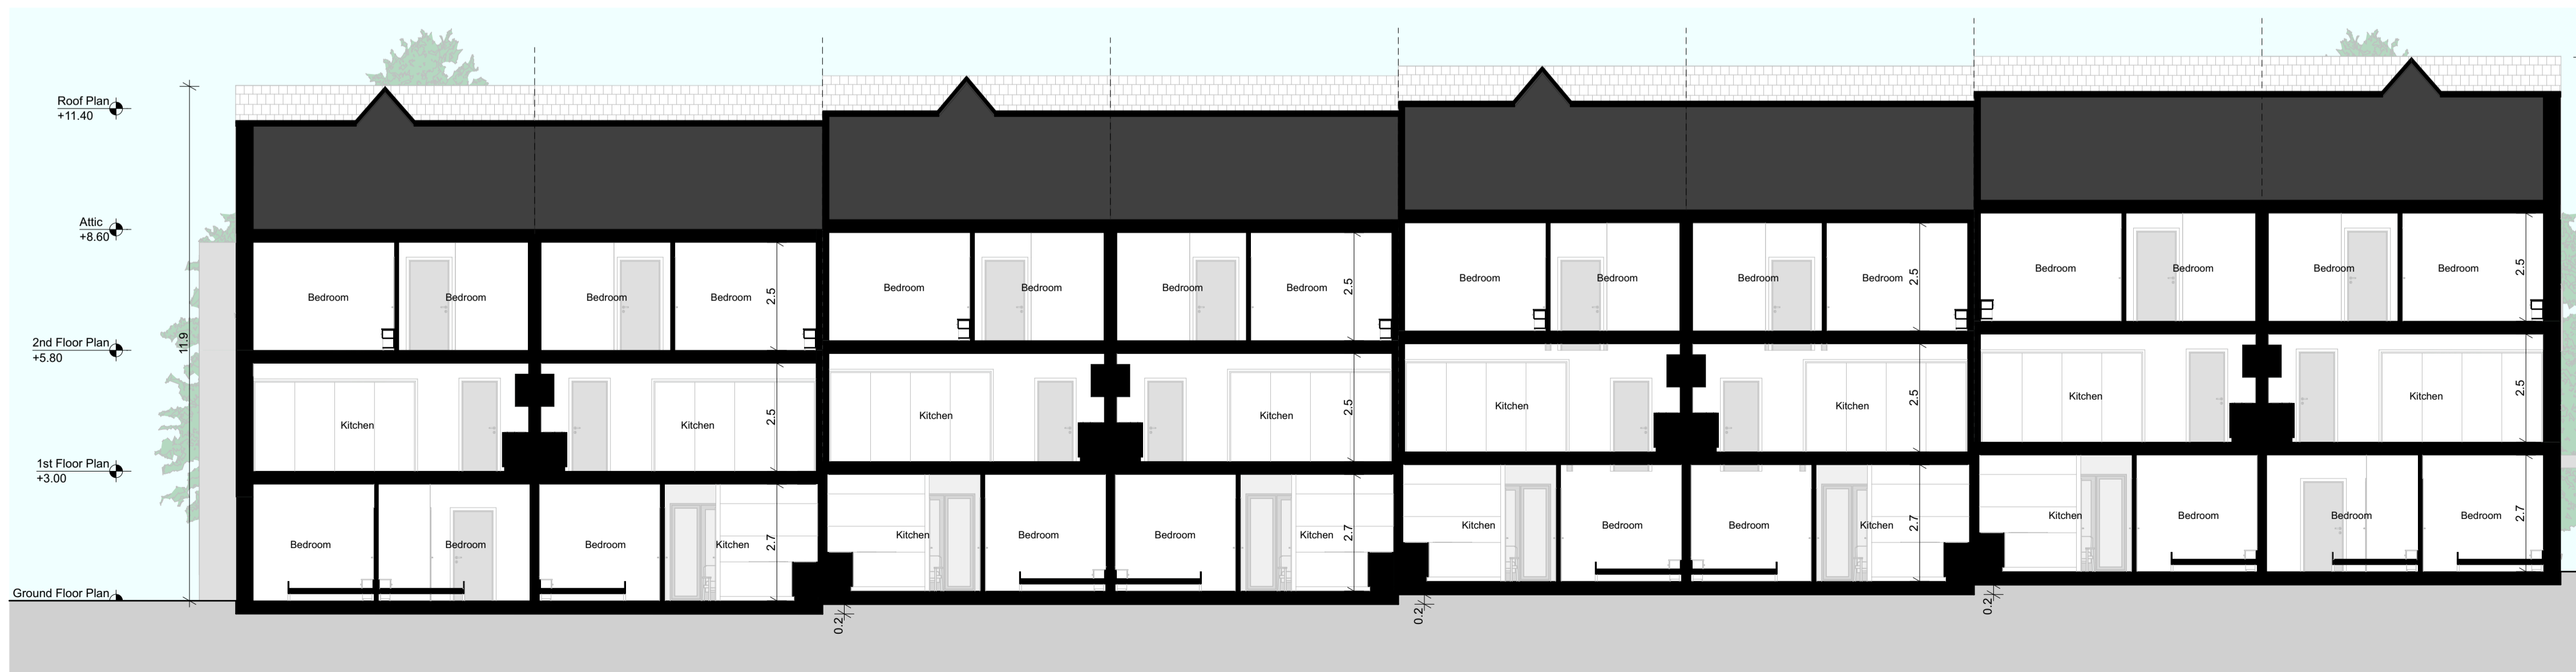 Roof Plan
+11.40
Attic
+8.60
2nd Floor Plan
+5.80
1st Floor Plan
+3.00
Ground Floor Plan
11.9
Bedroom Bedroom Bedroom Bedroom 2.5
Kitchen Kitchen 2.5
Bedroom Bedroom Bedroom Kitchen 2.7
Bedroom Bedroom Bedroom Bedroom 2.5
Kitchen Kitchen 2.5
Kitchen Bedroom Bedroom Kitchen 2.7
0.2
Bedroom Bedroom Bedroom Bedroom 2.5
Kitchen Kitchen 2.5
Kitchen Bedroom Bedroom Kitchen 2.7
0.2
Bedroom Bedroom Bedroom Bedroom 2.5
Kitchen Kitchen 2.5
Kitchen Bedroom Bedroom Bedroom 2.7
0.2